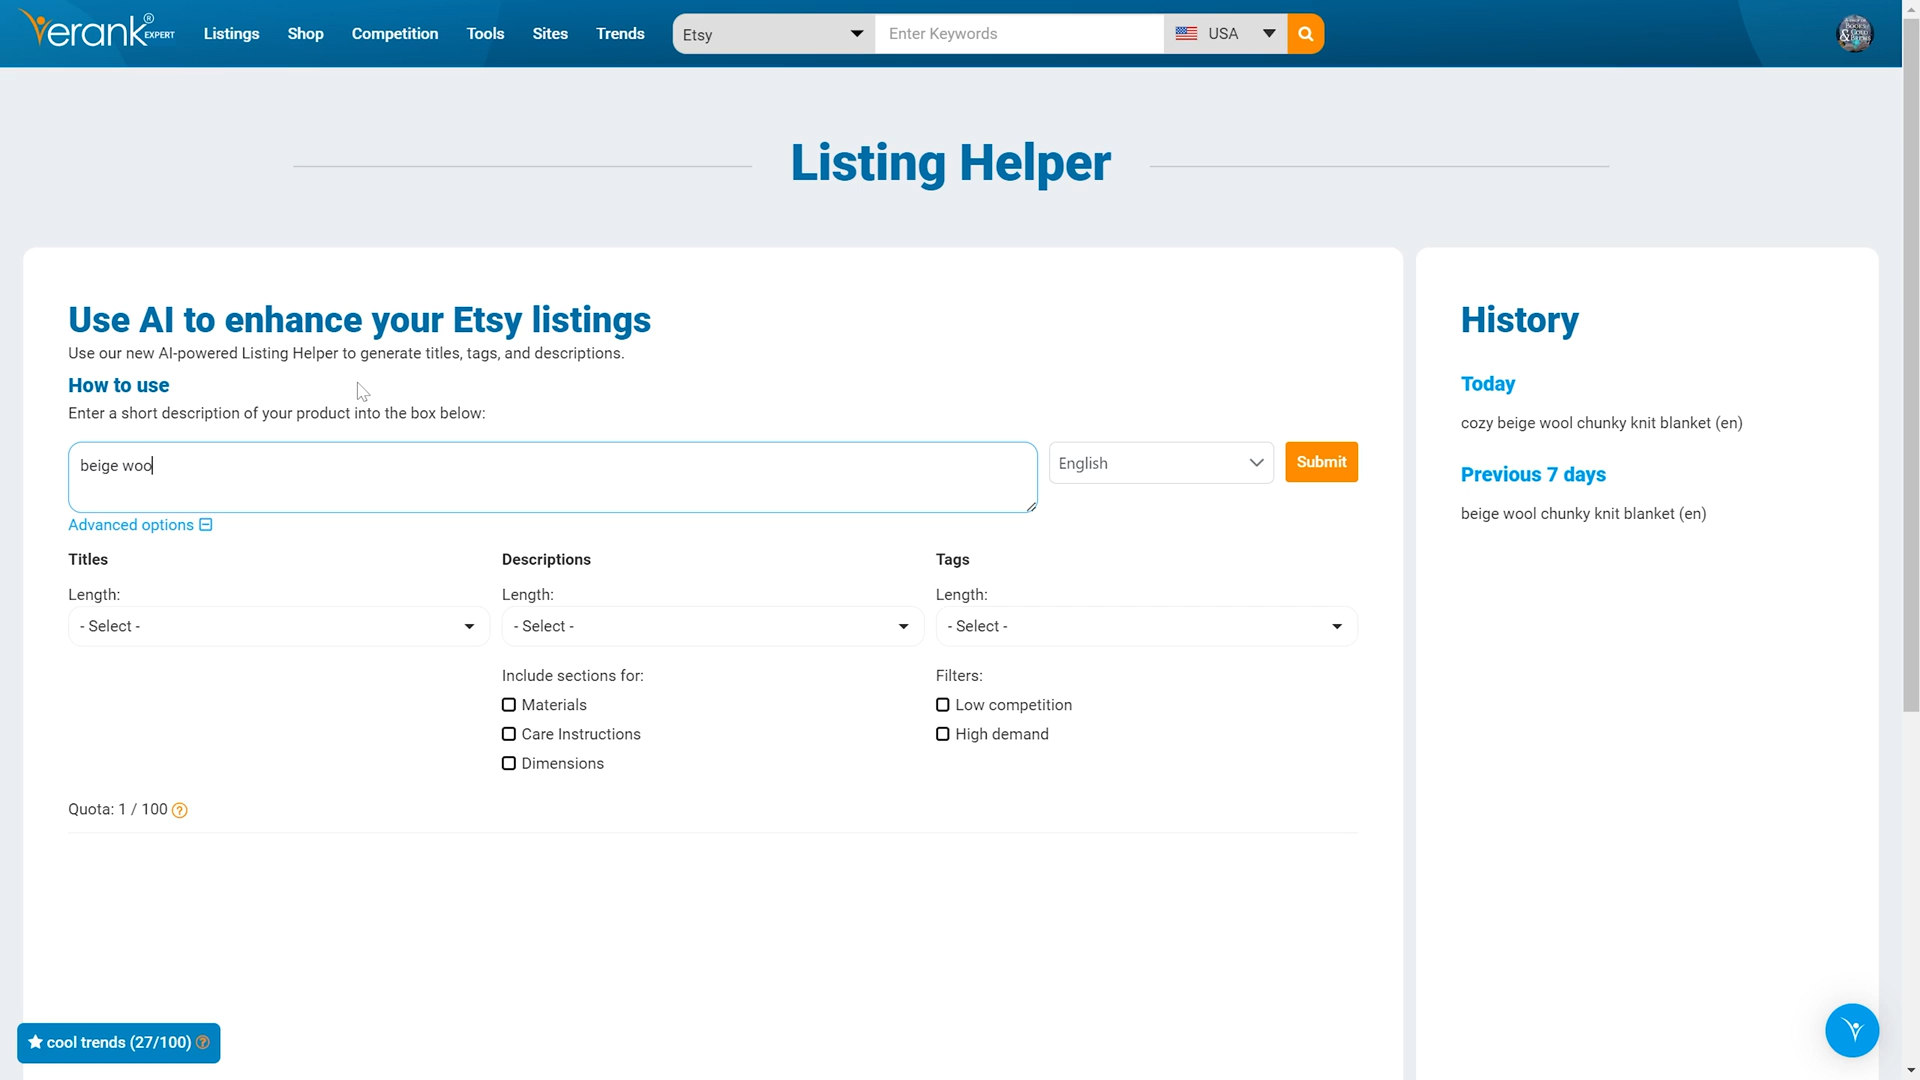 erank® EXPERT
Listings Shop Competition Tools Sites Trends
Etsy
Enter Keywords
USA
Listing Helper
Use AI to enhance your Etsy listings
Use our new AI-powered Listing Helper to generate titles, tags, and descriptions.
How to use
Enter a short description of your product into the box below:
beige woo
English
Submit
Advanced options
Titles
Length:
- Select -
Descriptions
Length:
- Select -
Include sections for:
Materials
Care Instructions
Dimensions
Tags
Length:
- Select -
Filters:
Low competition
High demand
Quota: 1 / 100 ?
History
Today
cozy beige wool chunky knit blanket (en)
Previous 7 days
beige wool chunky knit blanket (en)
cool trends (27/100) ?